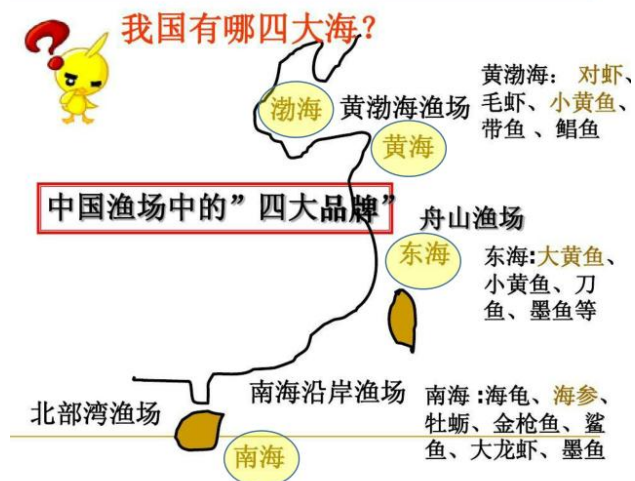 我国有哪四大海?
渤海
黄渤海渔场
黄海
黄渤海: 对虾、
毛虾、小黄鱼、
带鱼 、鲳鱼
中国渔场中的”四大品牌”
舟山渔场
东海
东海:大黄鱼、
小黄鱼、刀
鱼、墨鱼等
南海沿岸渔场
北部湾渔场
南海
南海 :海龟、海参、
牡蛎、金枪鱼、鲨
鱼、大龙虾、墨鱼